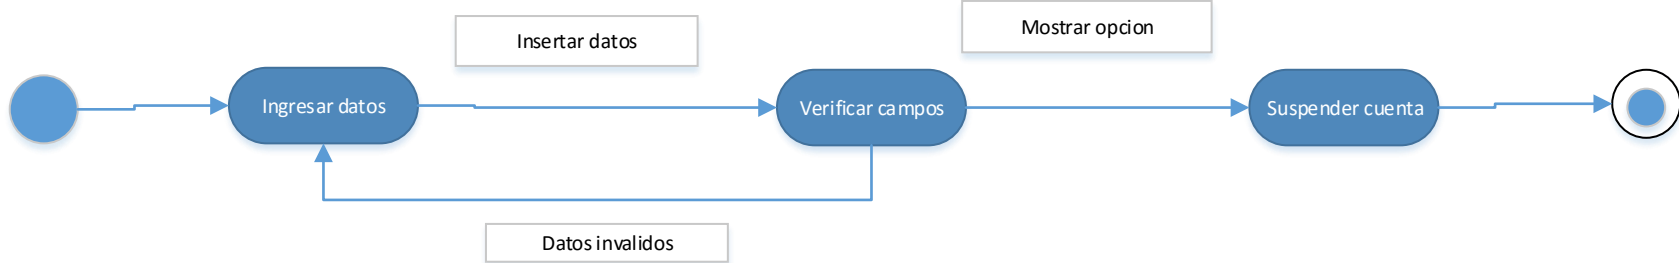 Insertar datos
Mostrar opcion
Ingresar datos
Verificar campos
Suspender cuenta
Datos invalidos